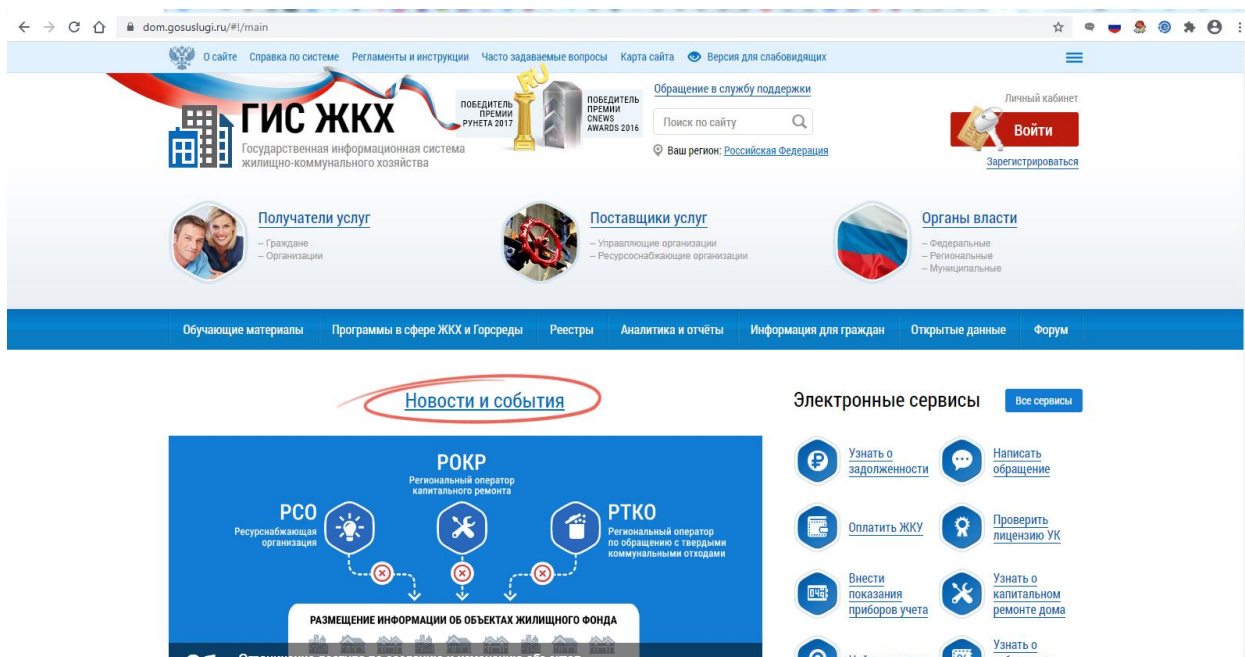 dom.gosuslugi.ru/#!/main
О сайте Справка по системе Регламенты и инструкции Часто задаваемые вопросы Карта сайта Версия для слабовидящих
ГИС ЖКХ
Государственная информационная система
жилищно-коммунального хозяйства
ПОБЕДИТЕЛЬ
ПРЕМИИ
РУНЕТА 2017
RU
ПОБЕДИТЕЛЬ
ПРЕМИИ
CNEWS
AWARDS 2016
Обращение в службу поддержки
Поиск по сайту
Ваш регион: Российская Федерация
Личный кабинет
Войти
Зарегистрироваться
Получатели услуг
– Граждане
– Организации
Поставщики услуг
– Управляющие организации
– Ресурсоснабжающие организации
Органы власти
– Федеральные
– Региональные
– Муниципальные
Обучающие материалы Программы в сфере ЖКХ и Горсреды Реестры Аналитика и отчёты Информация для граждан Открытые данные Форум
Новости и события
РОКР
Региональный оператор
капитального ремонта
РСО
Ресурснабжающая
организация
РТКО
Региональный оператор
по обращению с твердыми
коммунальными отходами
РАЗМЕЩЕНИЕ ИНФОРМАЦИИ ОБ ОБЪЕКТАХ ЖИЛИЩНОГО ФОНДА
Электронные сервисы
Все сервисы
Узнать о
задолженности
Написать
обращение
Оплатить ЖКУ
Проверить
лицензию УК
Внести
показания
приборов учета
Узнать о
капитальном
ремонте дома
Узнать о